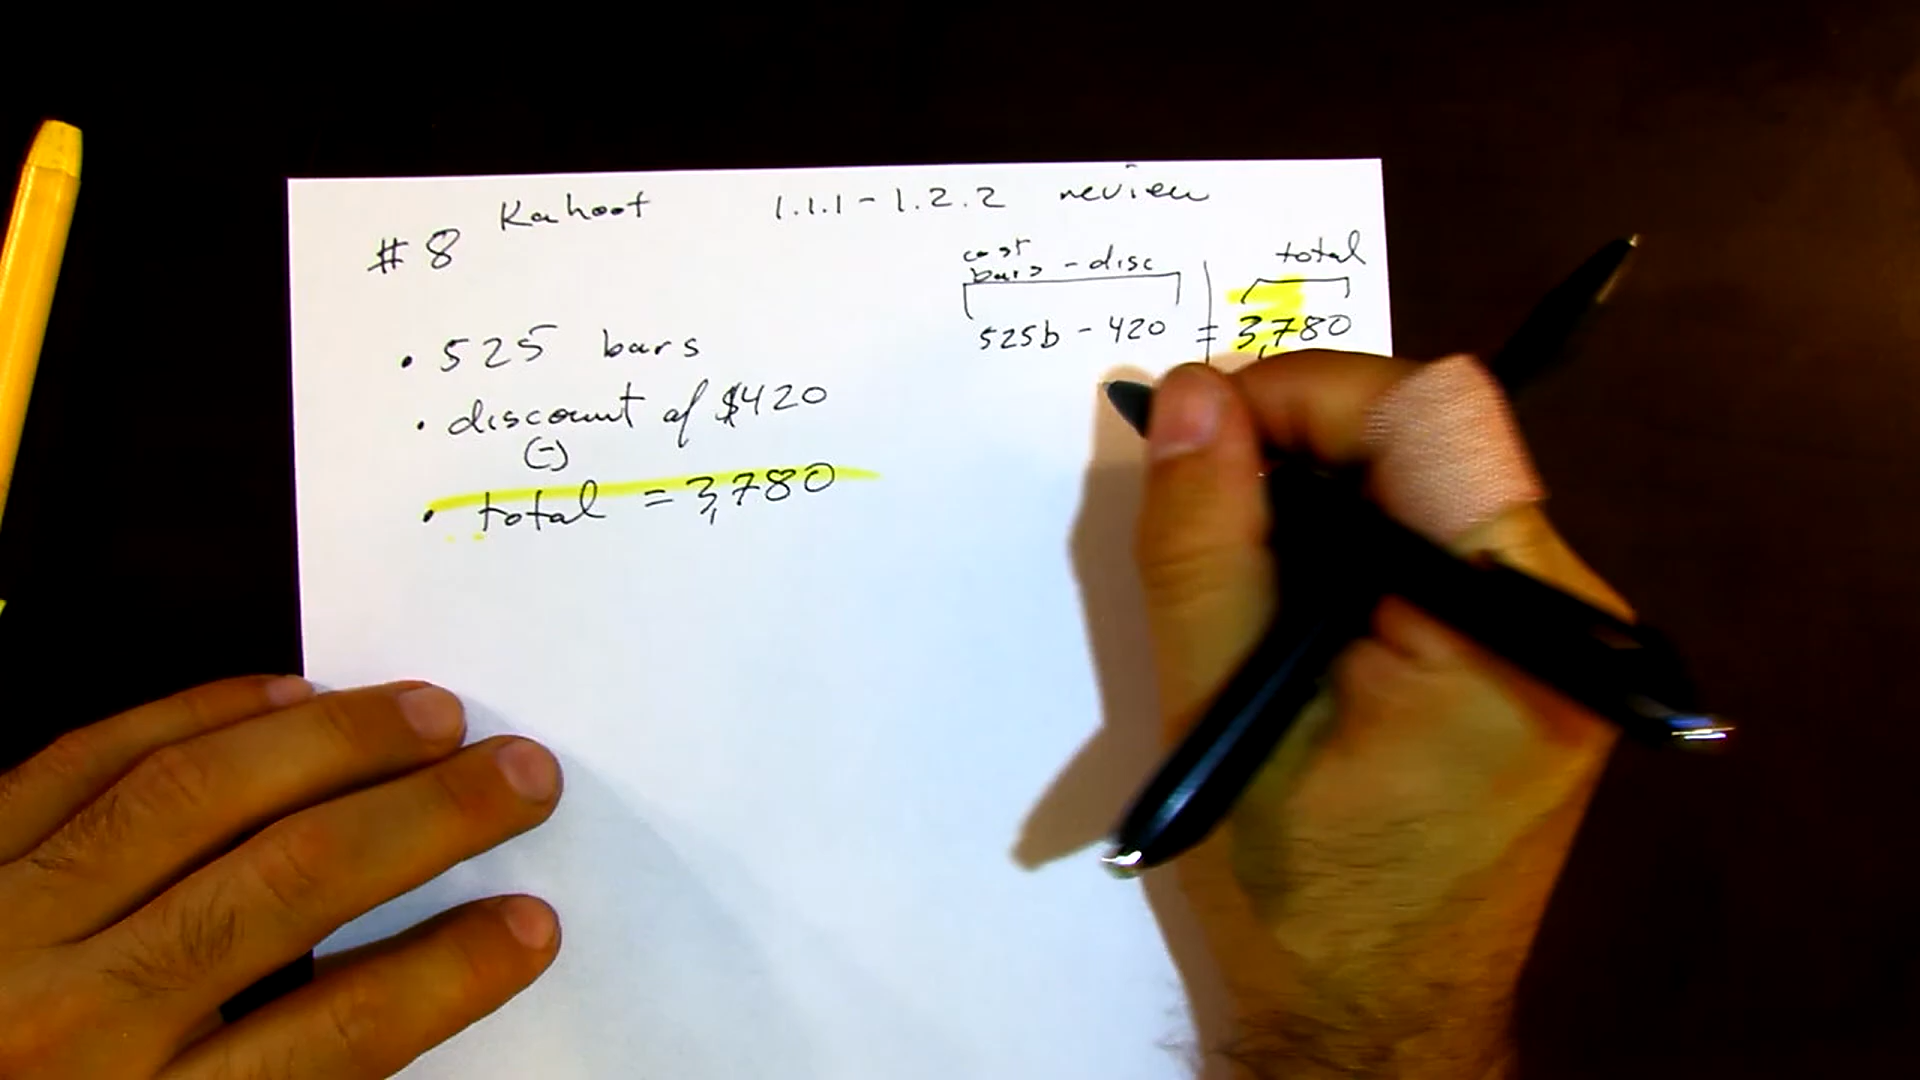 Kahoot 1.1.1 - 1.2.2 review
#8
cost
bars - disc
total
525b - 420 = 3,780
• 525 bars
• discount of $420
(-)
• total = 3,780